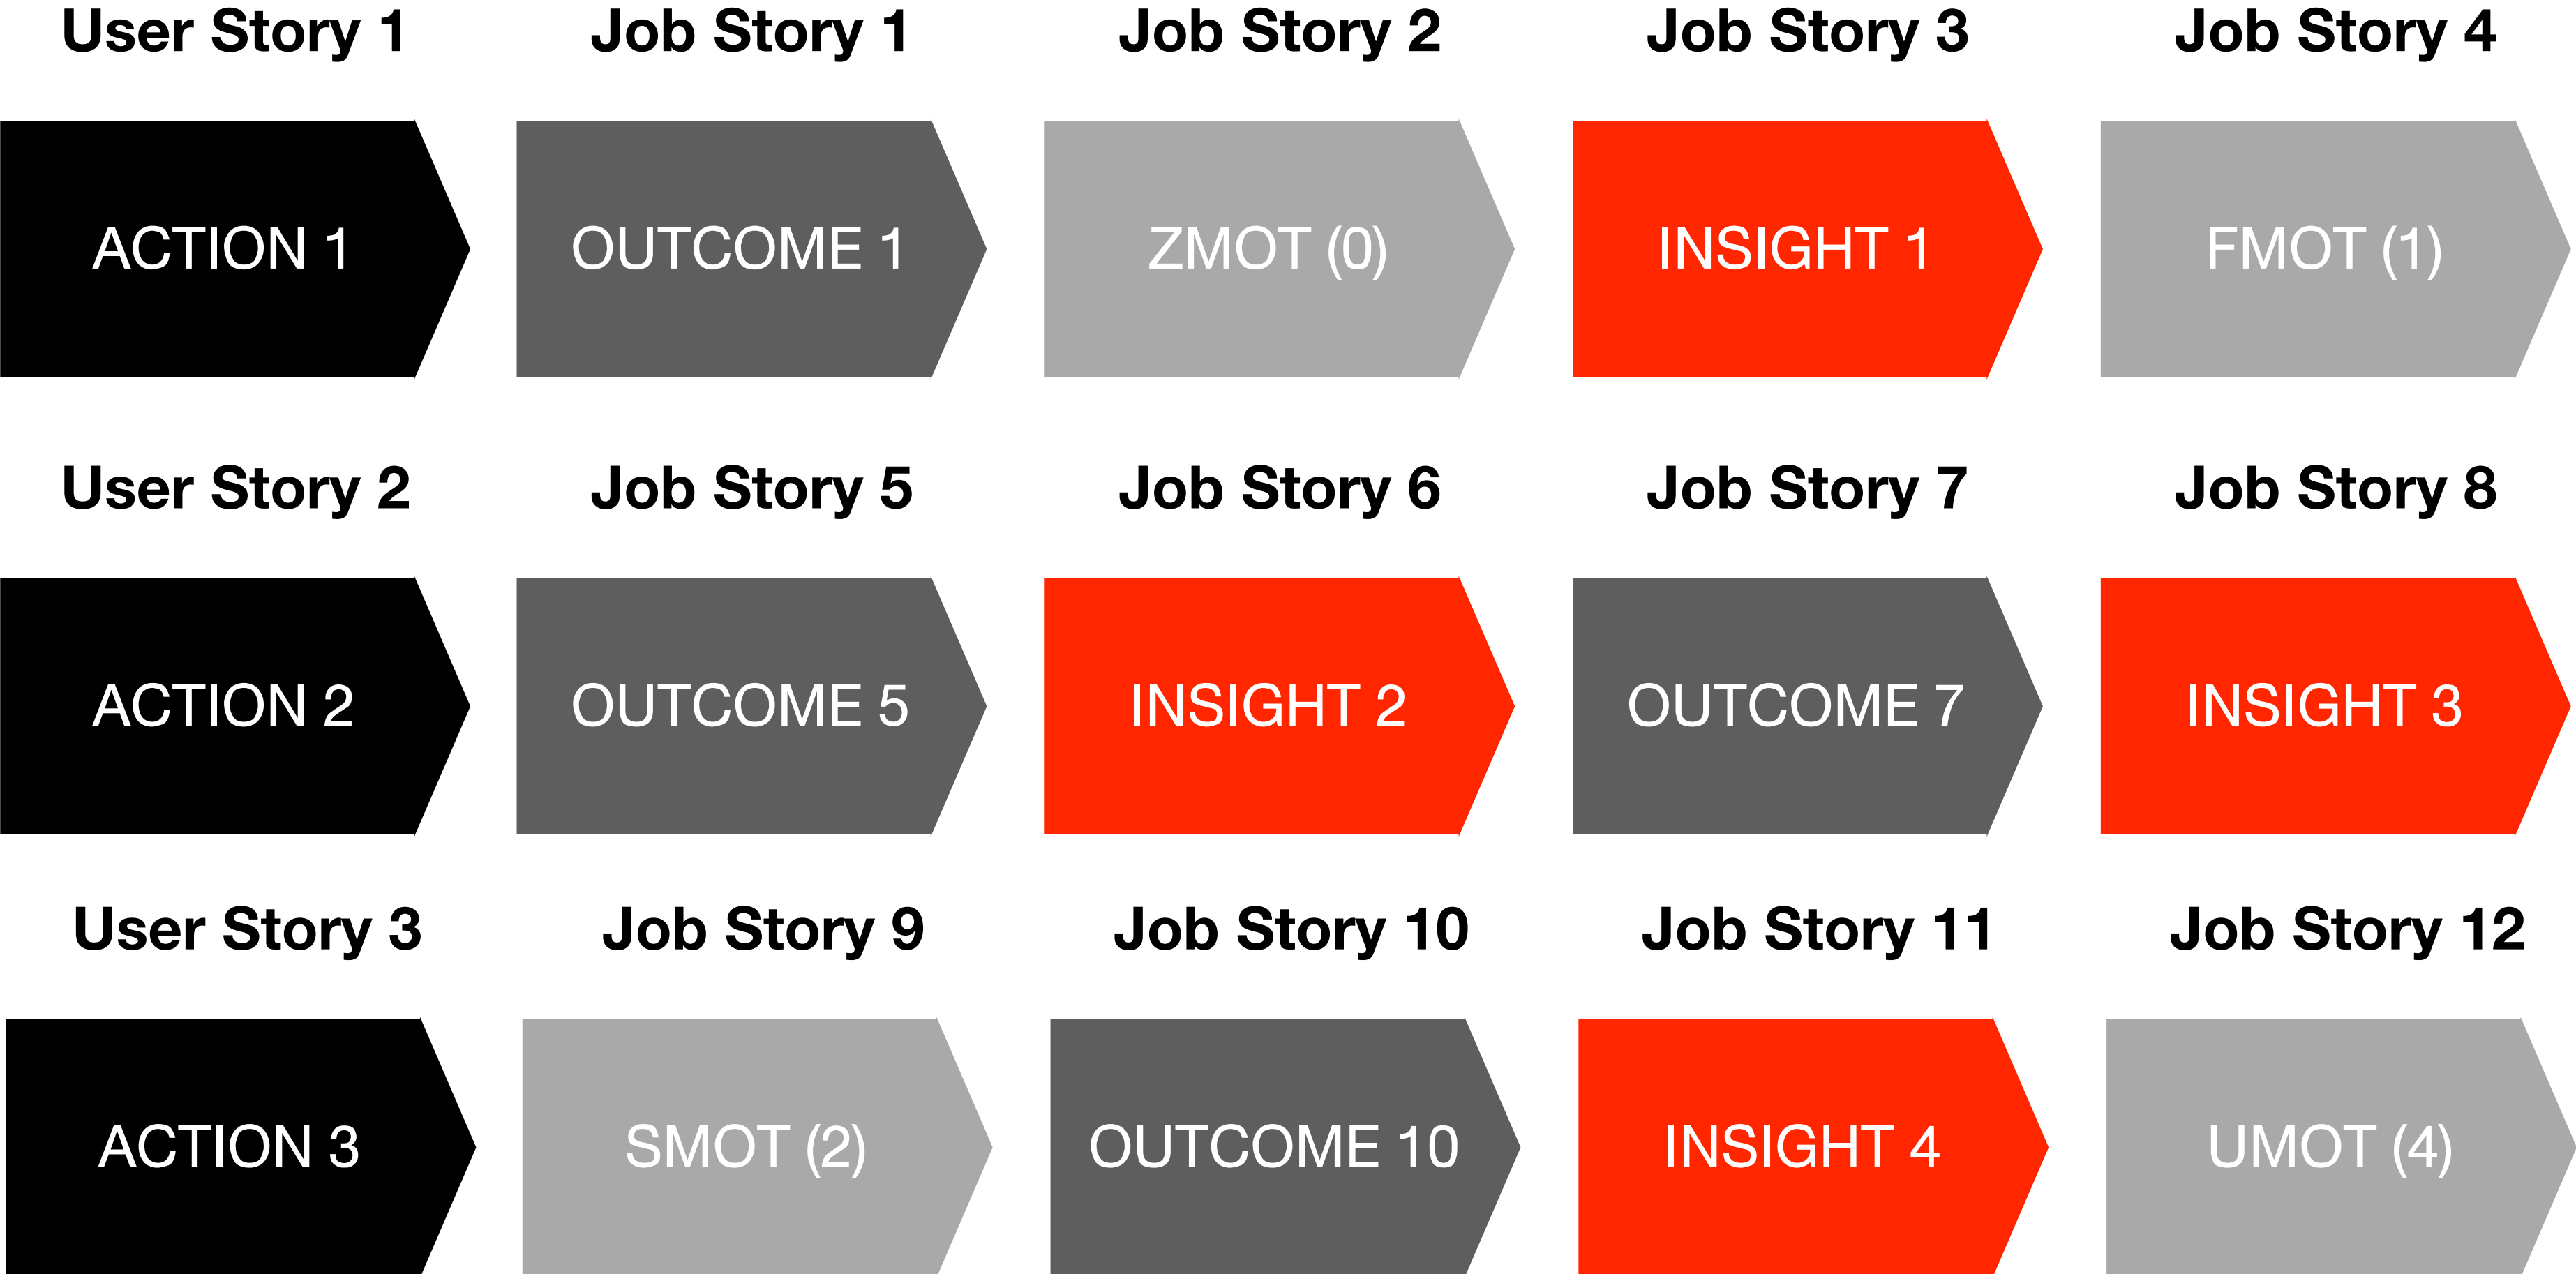 User Story 1 Job Story 1 Job Story 2 Job Story 3 Job Story 4
ACTION 1 OUTCOME 1 ZMOT (0) INSIGHT 1 FMOT (1)
User Story 2 Job Story 5 Job Story 6 Job Story 7 Job Story 8
ACTION 2 OUTCOME 5 INSIGHT 2 OUTCOME 7 INSIGHT 3
User Story 3 Job Story 9 Job Story 10 Job Story 11 Job Story 12
ACTION 3 SMOT (2) OUTCOME 10 INSIGHT 4 UMOT (4)